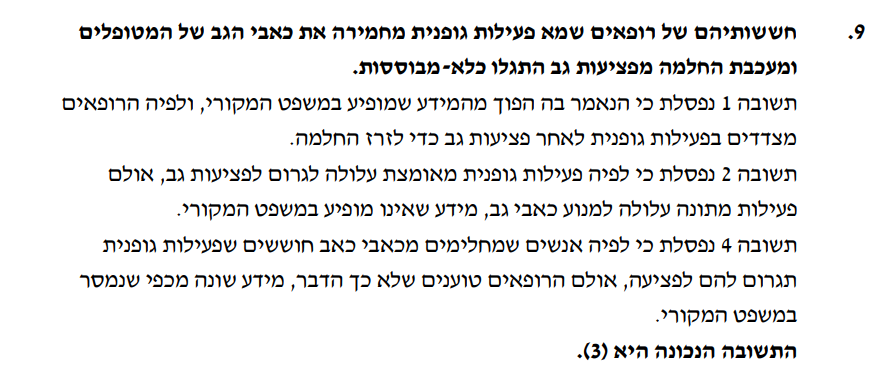 9. חששותיהם של רופאים שמא פעילות גופנית מחמירה את כאבי הגב של המטופלים
ומעכבת החלמה מפציעות גב התגלו כלא-מבוססות.
תשובה 1 נפסלת כי הנאמר בה הפוך מהמידע שמופיע במשפט המקורי, ולפיה הרופאים
מצדדים בפעילות גופנית לאחר פציעות גב כדי לזרז החלמה.
תשובה 2 נפסלת כי לפיה פעילות גופנית מאומצת עלולה לגרום לפציעות גב, אולם
פעילות מתונה עלולה למנוע כאבי גב, מידע שאינו מופיע במשפט המקורי.
תשובה 4 נפסלת כי לפיה אנשים שמחלימים מכאבי כאב חוששים שפעילות גופנית
תגרום להם לפציעה, אולם הרופאים טוענים שלא כך הדבר, מידע שונה מכפי שנמסר
במשפט המקורי.
התשובה הנכונה היא (3).